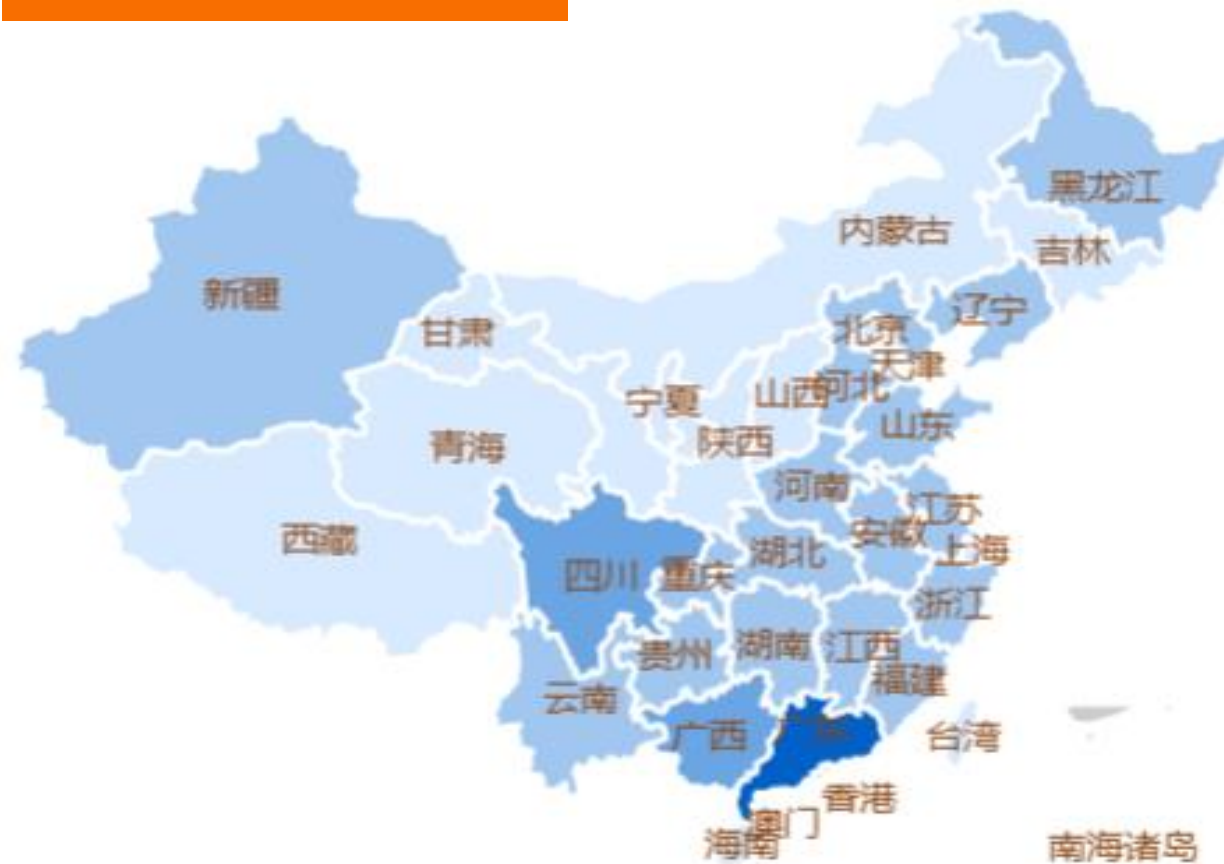 黑龙江
内蒙古
吉林
新疆
辽宁
甘肃
北京
天津
宁夏
山西
河北
山东
陕西
青海
河南
江苏
安徽
西藏
湖北
上海
四川
重庆
浙江
贵州
湖南
江西
福建
云南
广西
广东
台湾
香港
澳门
海南
南海诸岛